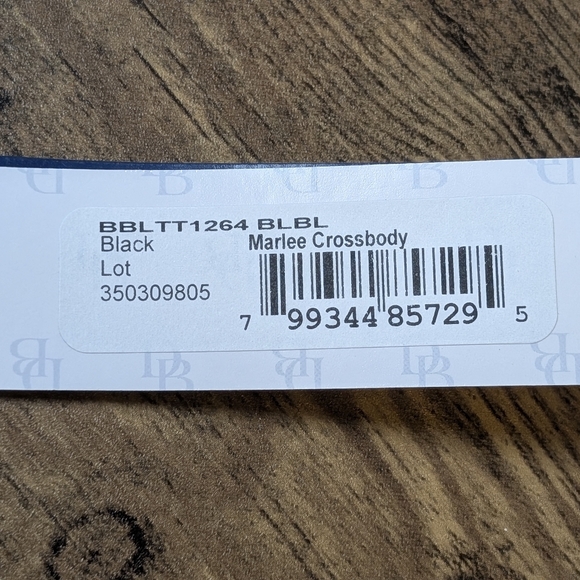 BBLTT1264 BLBL
Black Marlee Crossbody
Lot
350309805
7 99344 85729 5